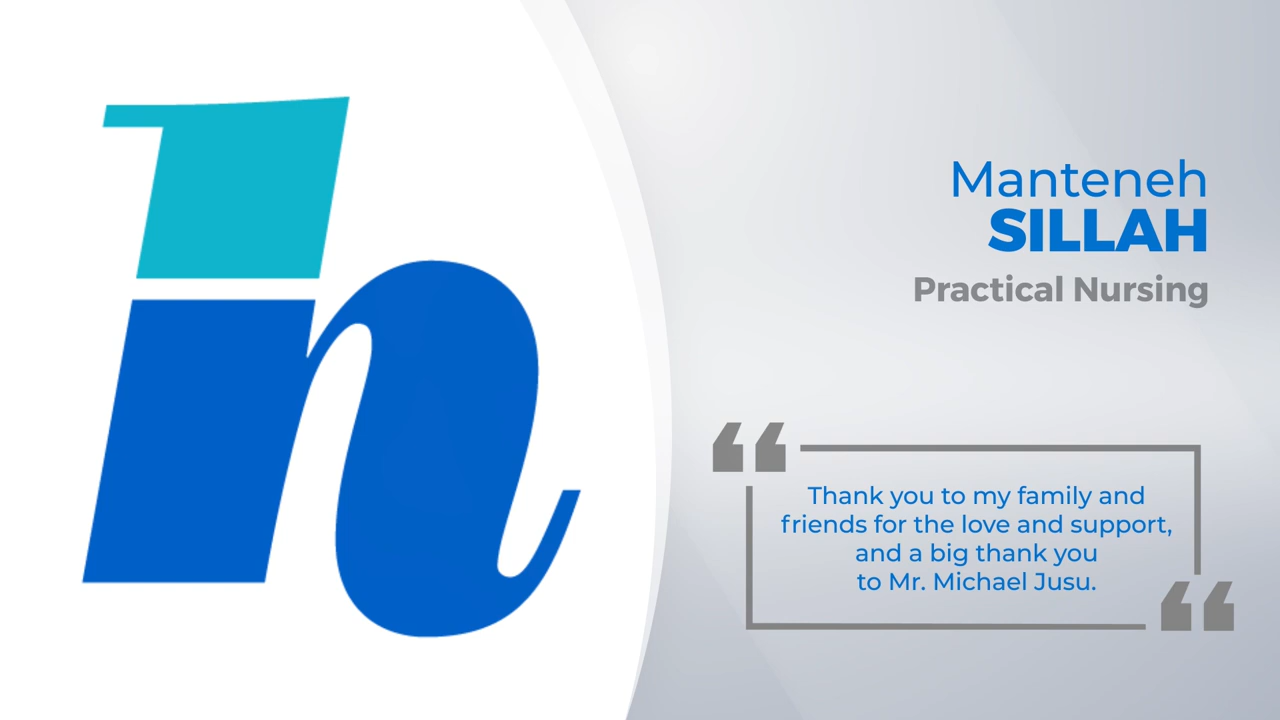 h
Manteneh
SILLAH
Practical Nursing
❛❛
Thank you to my family and
friends for the love and support,
and a big thank you
to Mr. Michael Jusu.
❛❛